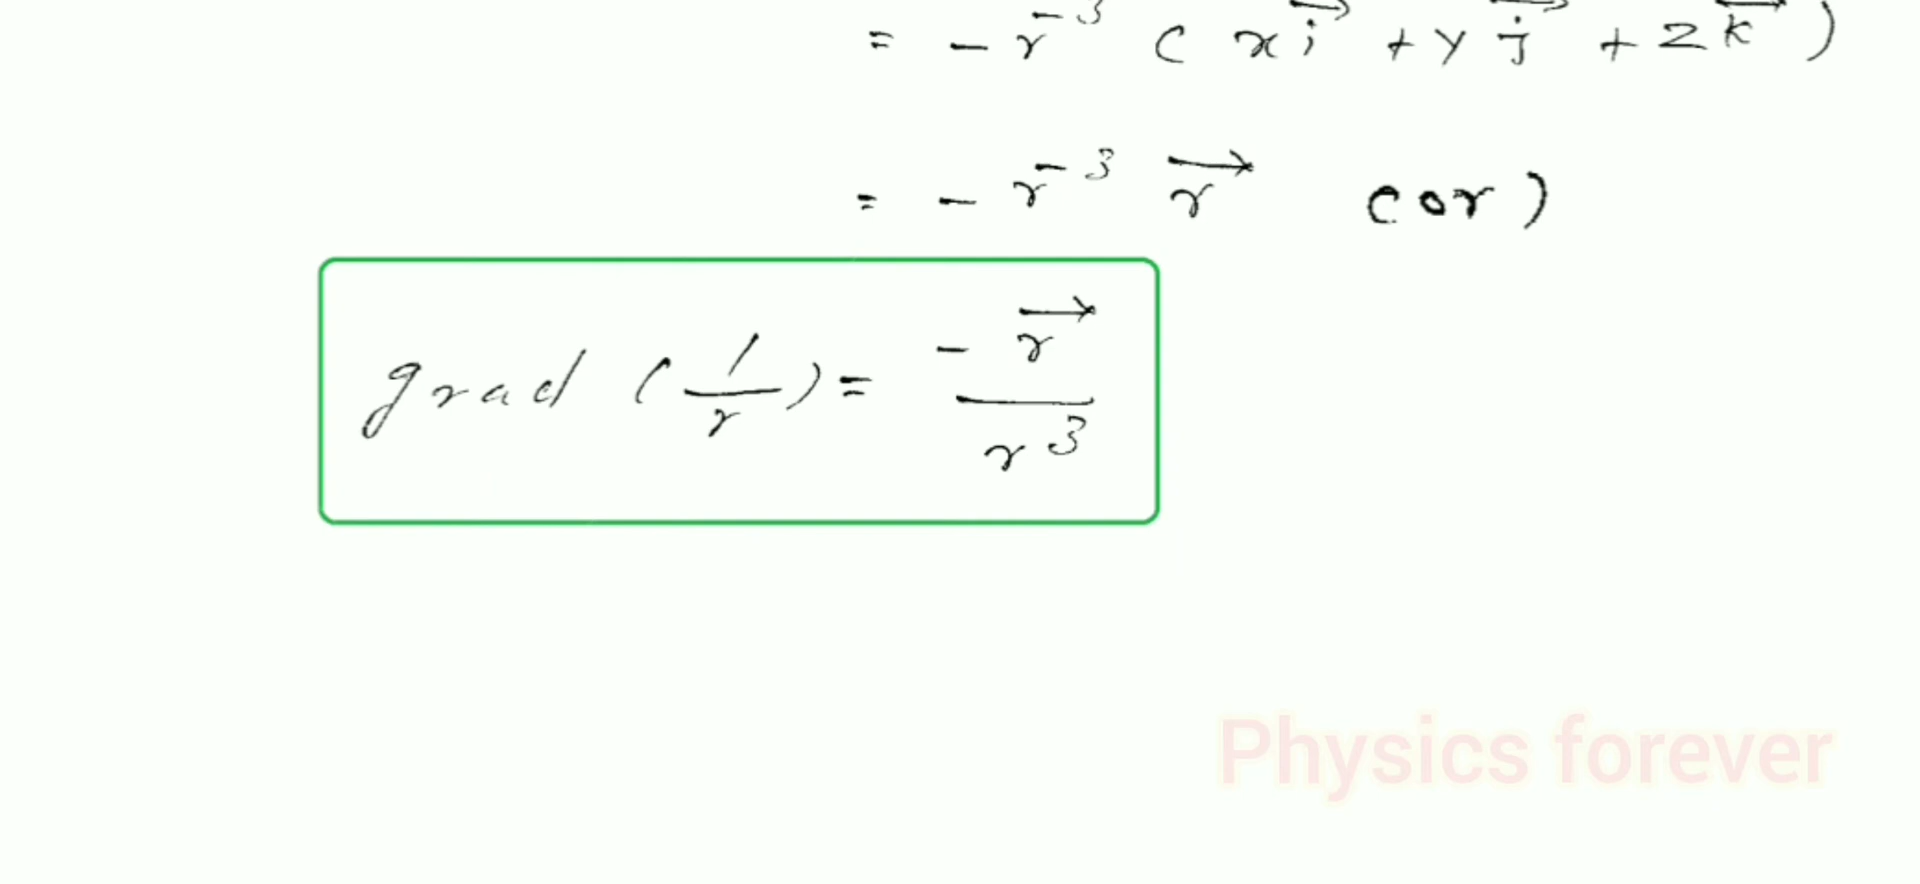 = - r⁻³ ( x i⃗ + y j⃗ + z k⃗ )
= - r⁻³ r⃗ (or)
grad (1/r) = - r⃗ / r³
Physics forever